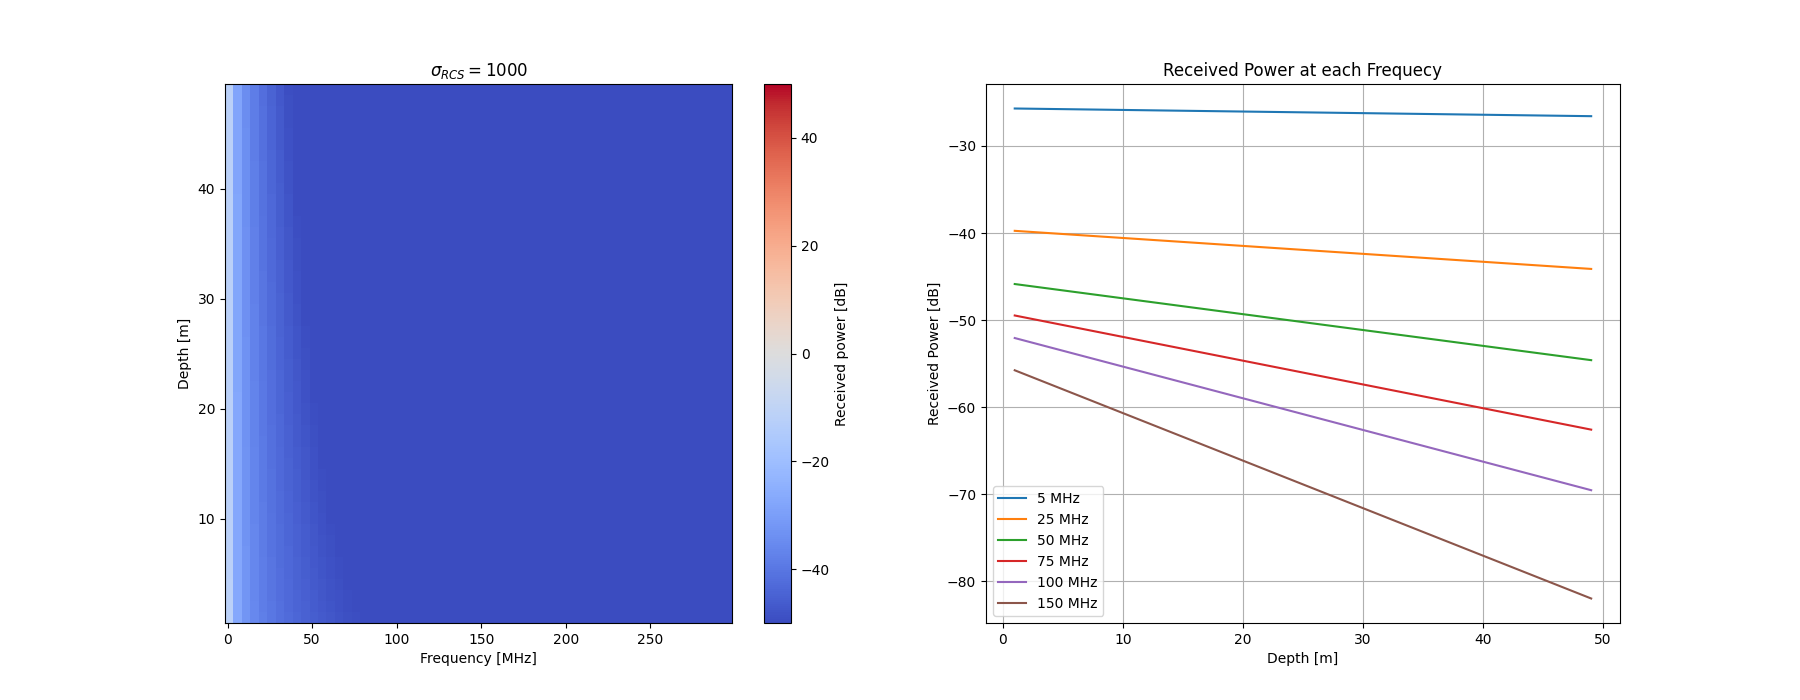 σ_RCS = 1000
40
30
20
10
Depth [m]
0
50
100
150
200
250
Frequency [MHz]
40
20
0
−20
−40
Received power [dB]
Received Power at each Frequecy
−30
−40
−50
−60
−70
−80
Received Power [dB]
5 MHz
25 MHz
50 MHz
75 MHz
100 MHz
150 MHz
0
10
20
30
40
50
Depth [m]